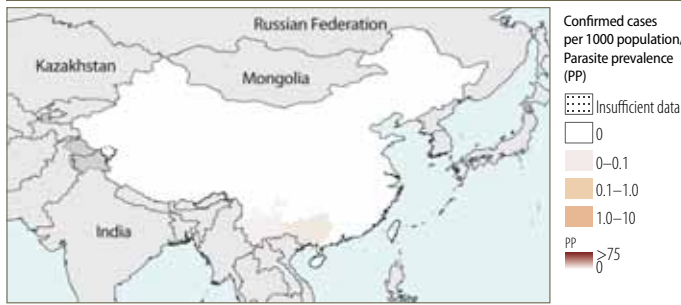 Russian Federation
Kazakhstan
Mongolia
India
Confirmed cases
per 1000 population/
Parasite prevalence
(PP)
Insufficient data
0
0–0.1
0.1–1.0
1.0–10
PP
>75
0